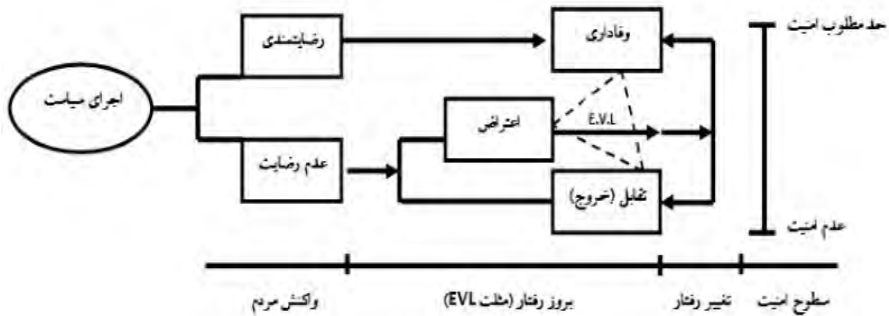 حد مطلوب امنیت
وفاداری
رضایتمندی
اجرای سیاست
اعتراض
E.V.L
عدم رضایت
تقابل (خروج)
عدم امنیت
واکنش مردم
بروز رفتار (مثلث EVL)
تغییر رفتار
سطوح امنیت